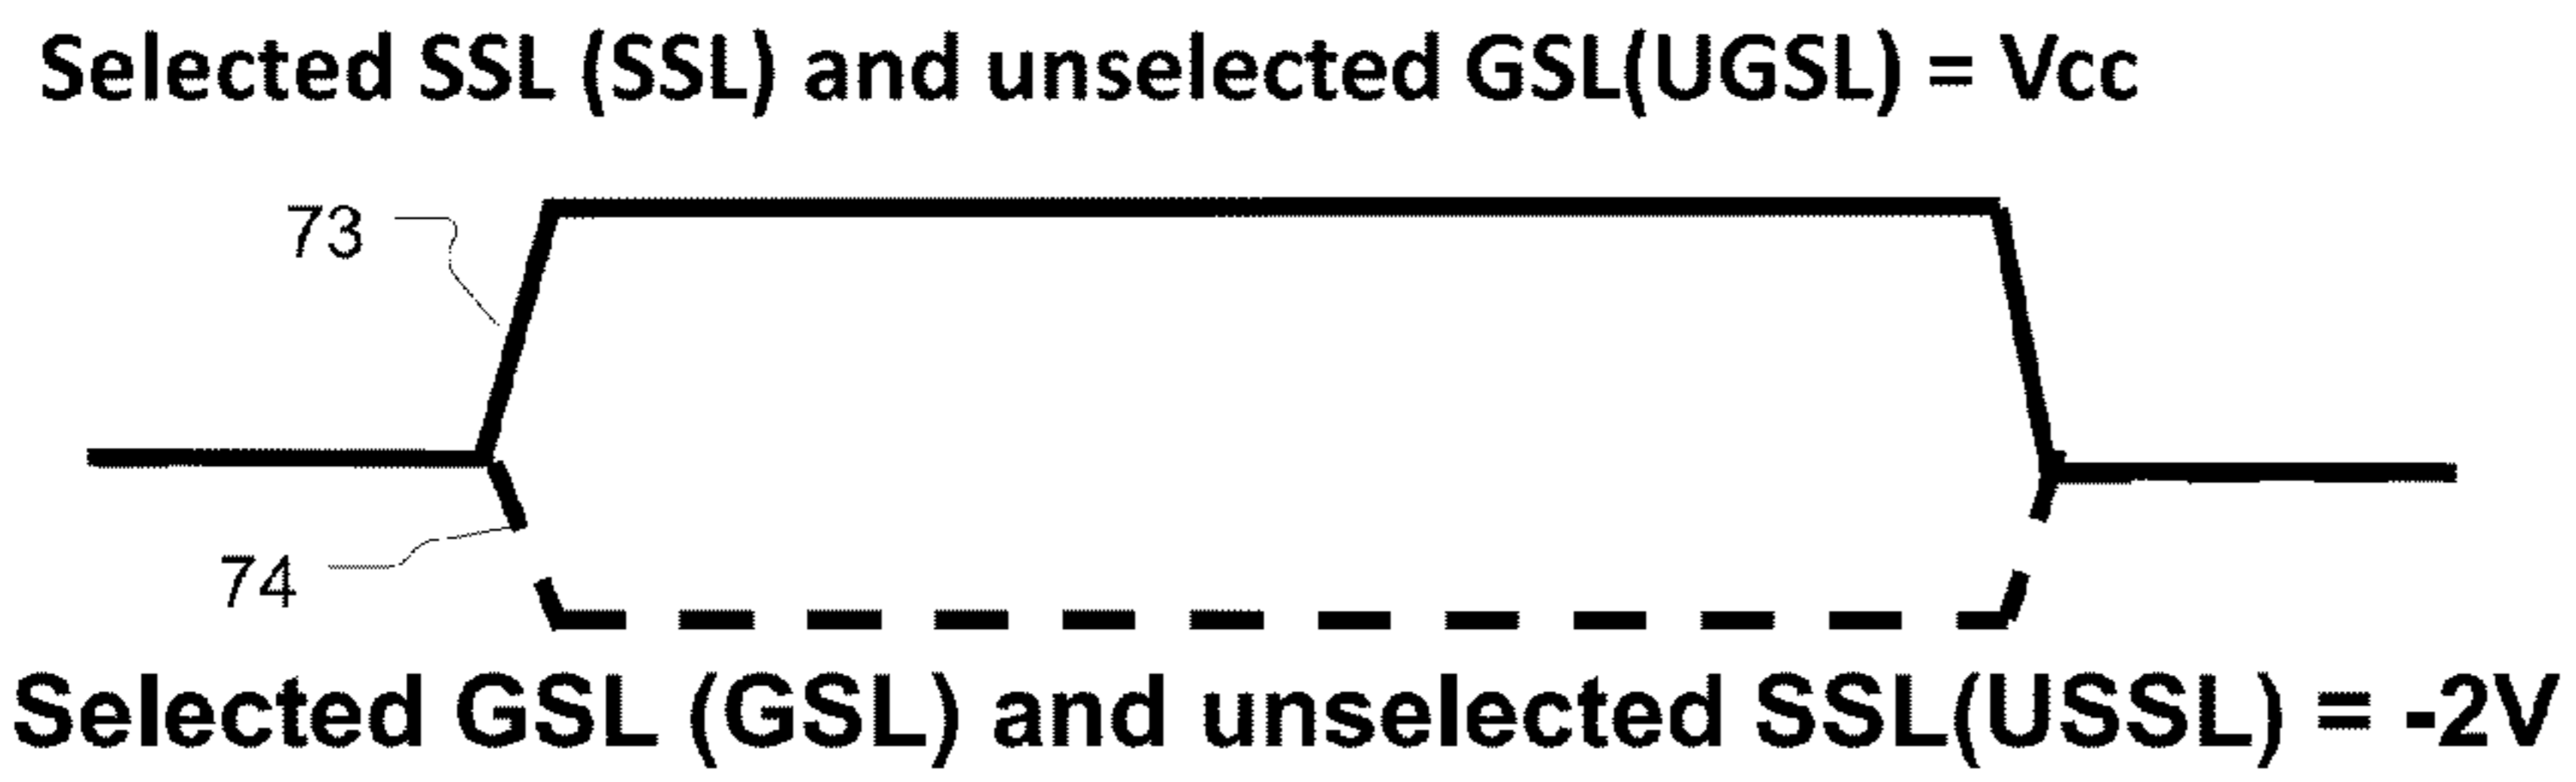 Selected SSL (SSL) and unselected GSL(UGSL) = Vcc
73
74
Selected GSL (GSL) and unselected SSL(USSL) = -2V